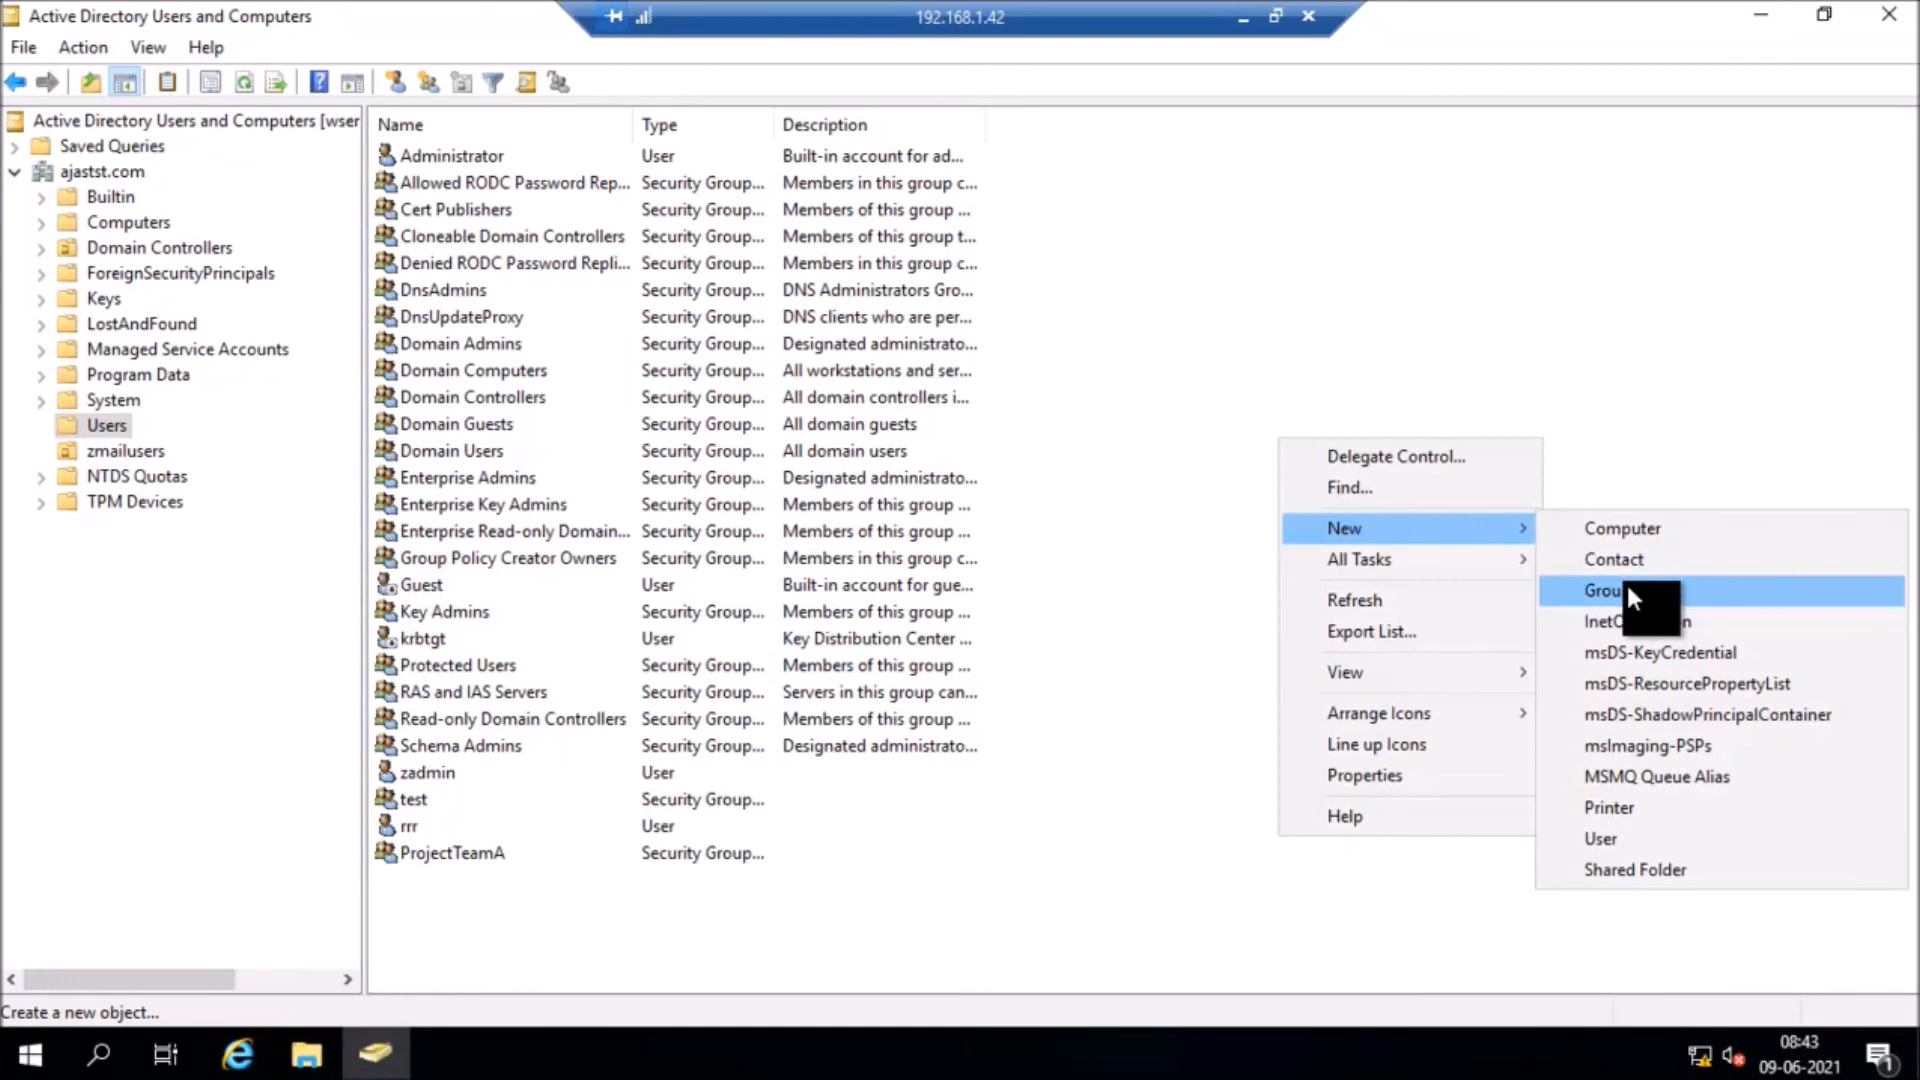 Active Directory Users and Computers
192.168.1.42
File Action View Help
Active Directory Users and Computers [wser
Saved Queries
ajastst.com
Builtin
Computers
Domain Controllers
ForeignSecurityPrincipals
Keys
LostAndFound
Managed Service Accounts
Program Data
System
Users
zmailusers
NTDS Quotas
TPM Devices
Name Type Description
Administrator User Built-in account for ad...
Allowed RODC Password Rep... Security Group... Members in this group c...
Cert Publishers Security Group... Members of this group ...
Cloneable Domain Controllers Security Group... Members of this group t...
Denied RODC Password Repli... Security Group... Members in this group c...
DnsAdmins Security Group... DNS Administrators Gro...
DnsUpdateProxy Security Group... DNS clients who are per...
Domain Admins Security Group... Designated administrato...
Domain Computers Security Group... All workstations and ser...
Domain Controllers Security Group... All domain controllers i...
Domain Guests Security Group... All domain guests
Domain Users Security Group... All domain users
Enterprise Admins Security Group... Designated administrato...
Enterprise Key Admins Security Group... Members of this group ...
Enterprise Read-only Domain... Security Group... Members of this group ...
Group Policy Creator Owners Security Group... Members in this group c...
Guest User Built-in account for gue...
Key Admins Security Group... Members of this group ...
krbtgt User Key Distribution Center ...
Protected Users Security Group... Members of this group ...
RAS and IAS Servers Security Group... Servers in this group can...
Read-only Domain Controllers Security Group... Members of this group ...
Schema Admins Security Group... Designated administrato...
zadmin User
test Security Group...
rrr User
ProjectTeamA Security Group...
Delegate Control...
Find...
New
All Tasks
Refresh
Export List...
View
Arrange Icons
Line up Icons
Properties
Help
Computer
Contact
msDS-KeyCredential
msDS-ResourcePropertyList
msDS-ShadowPrincipalContainer
msImaging-PSPs
MSMQ Queue Alias
Printer
User
Shared Folder
Create a new object...
08:43
09-06-2021
1